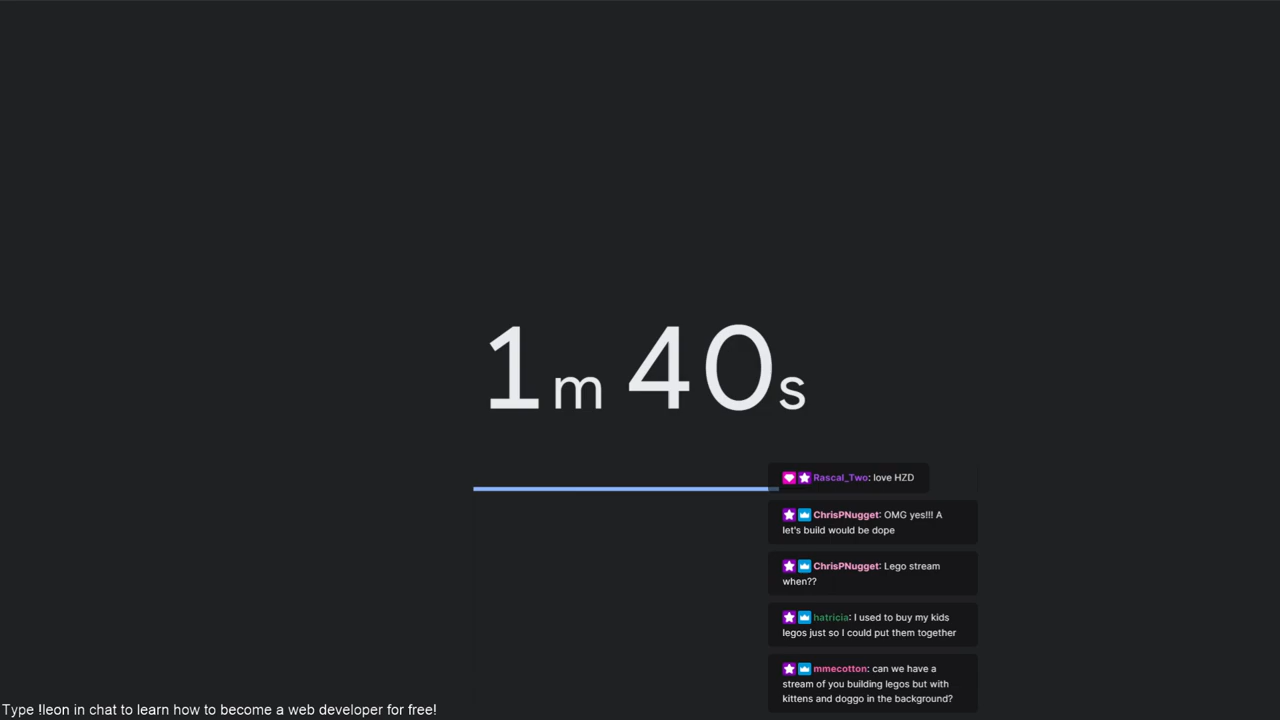 1m 40s
Rascal_Two: love HZD
ChrisPNugget: OMG yes!!! A
let's build would be dope
ChrisPNugget: Lego stream
when??
hatricia: I used to buy my kids
legos just so I could put them together
mmecotton: can we have a
stream of you building legos but with
kittens and doggo in the background?
Type !leon in chat to learn how to become a web developer for free!